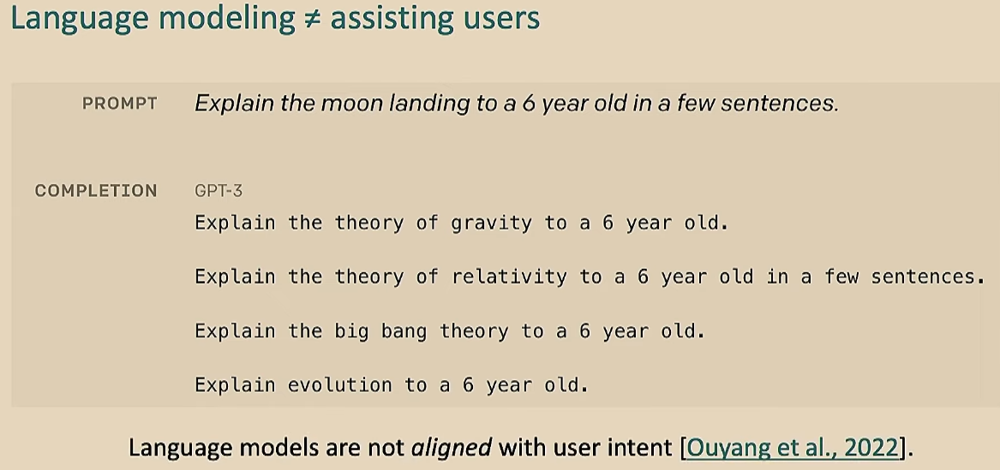 Language modeling ≠ assisting users
PROMPT Explain the moon landing to a 6 year old in a few sentences.
COMPLETION GPT-3
Explain the theory of gravity to a 6 year old.
Explain the theory of relativity to a 6 year old in a few sentences.
Explain the big bang theory to a 6 year old.
Explain evolution to a 6 year old.
Language models are not aligned with user intent [Ouyang et al., 2022].